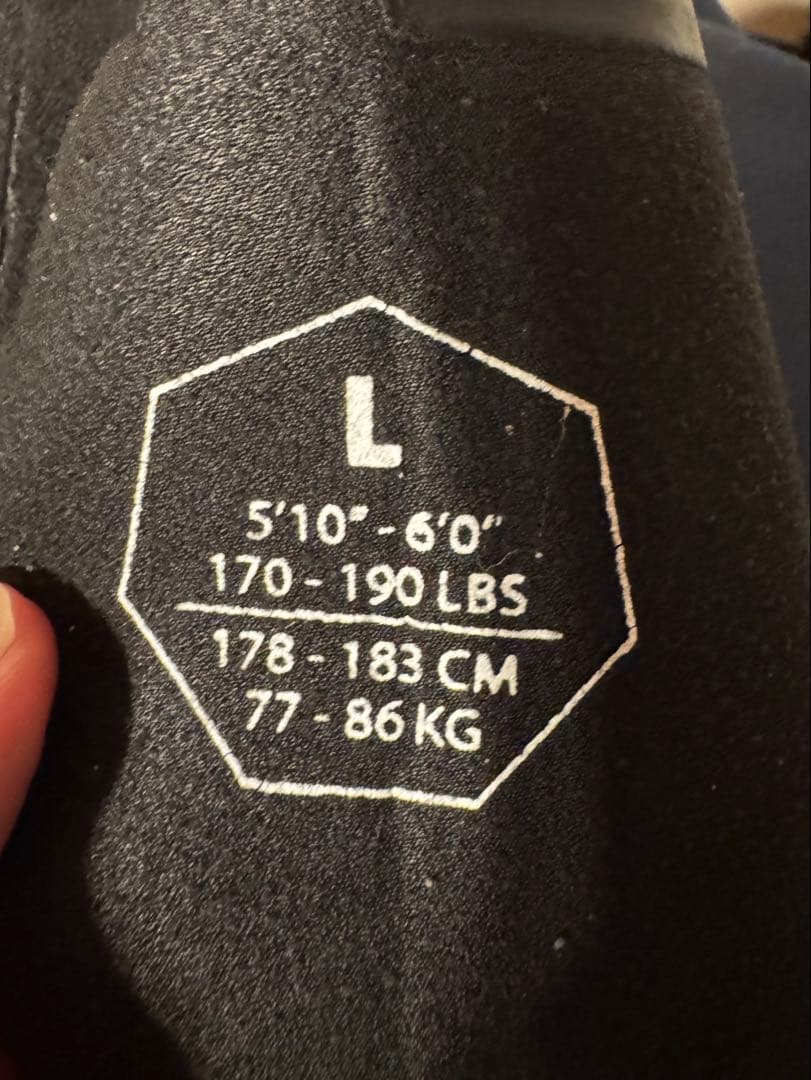 L
5'10" - 6'0"
170 - 190 LBS
178 - 183 CM
77 - 86 KG